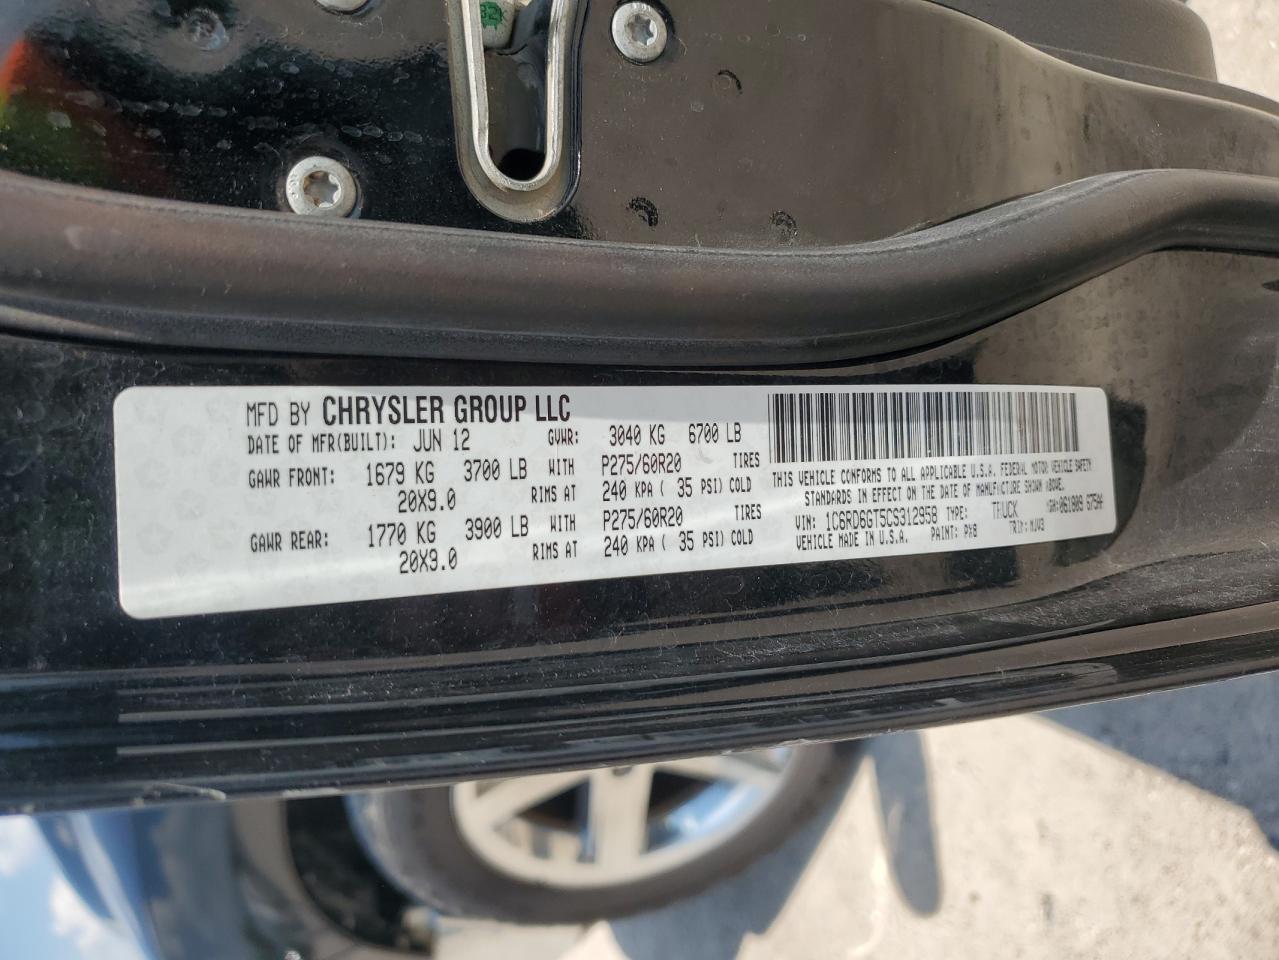 MFD BY CHRYSLER GROUP LLC
DATE OF MFR(BUILT): JUN 12 GVWR: 3040 KG 6700 LB
GAWR FRONT: 1679 KG 3700 LB WITH P275/60R20 TIRES
20X9.0 RIMS AT 240 KPA ( 35 PSI) COLD
GAWR REAR: 1770 KG 3900 LB WITH P275/60R20 TIRES
20X9.0 RIMS AT 240 KPA ( 35 PSI) COLD
THIS VEHICLE CONFORMS TO ALL APPLICABLE U.S.A. FEDERAL MOTOR VEHICLE SAFETY
STANDARDS IN EFFECT ON THE DATE OF MANUFACTURE SHOWN ABOVE.
VIN: 1C6RD6GT5CS312958 TYPE: TRUCK
VEHICLE MADE IN U.S.A. PAINT: PX8 TRIM: MJV3